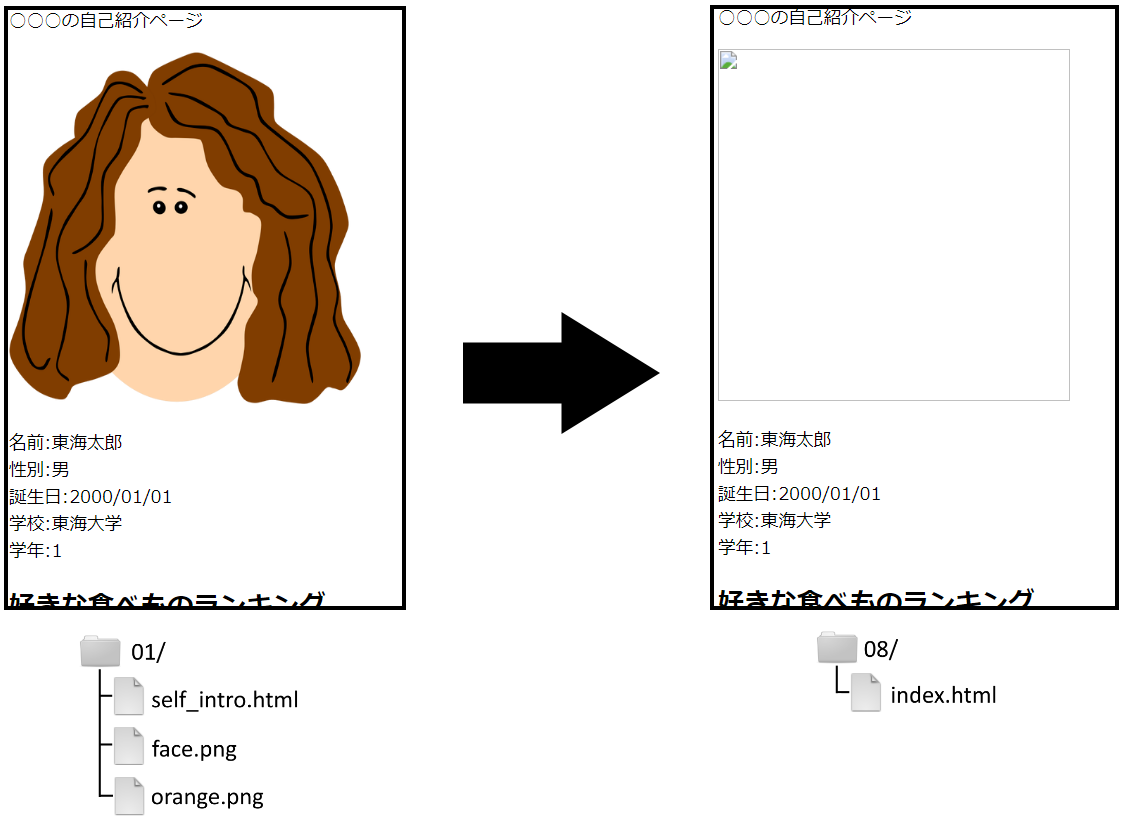 ○○○の自己紹介ページ
名前:東海太郎
性別:男
誕生日:2000/01/01
学校:東海大学
学年:1
好きな食べものランキング
01/
self_intro.html
face.png
orange.png
○○○の自己紹介ページ
名前:東海太郎
性別:男
誕生日:2000/01/01
学校:東海大学
学年:1
好きな食べものランキング
08/
index.html